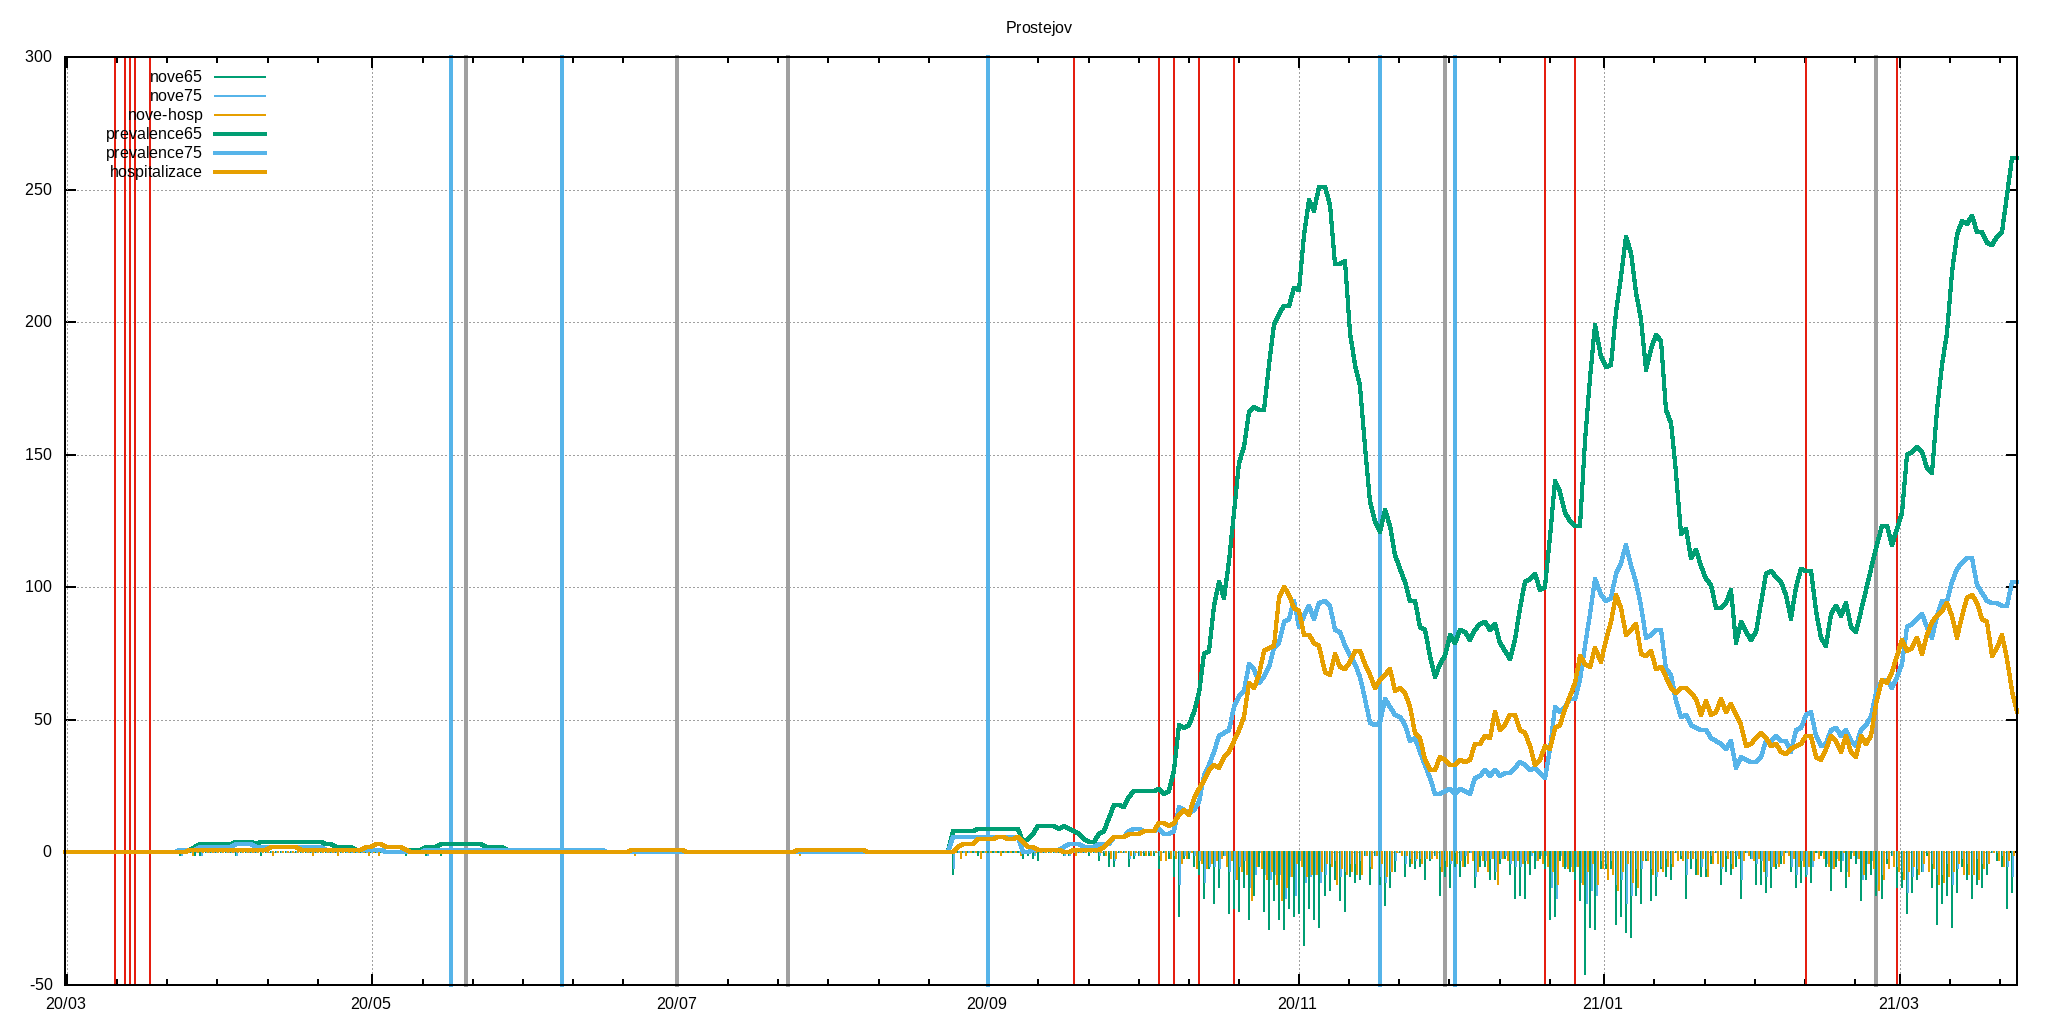 Prostejov
300
250
200
150
100
50
0
-50
nove65
nove75
nove-hosp
prevalence65
prevalence75
hospitalizace
20/03 20/05 20/07 20/09 20/11 21/01 21/03